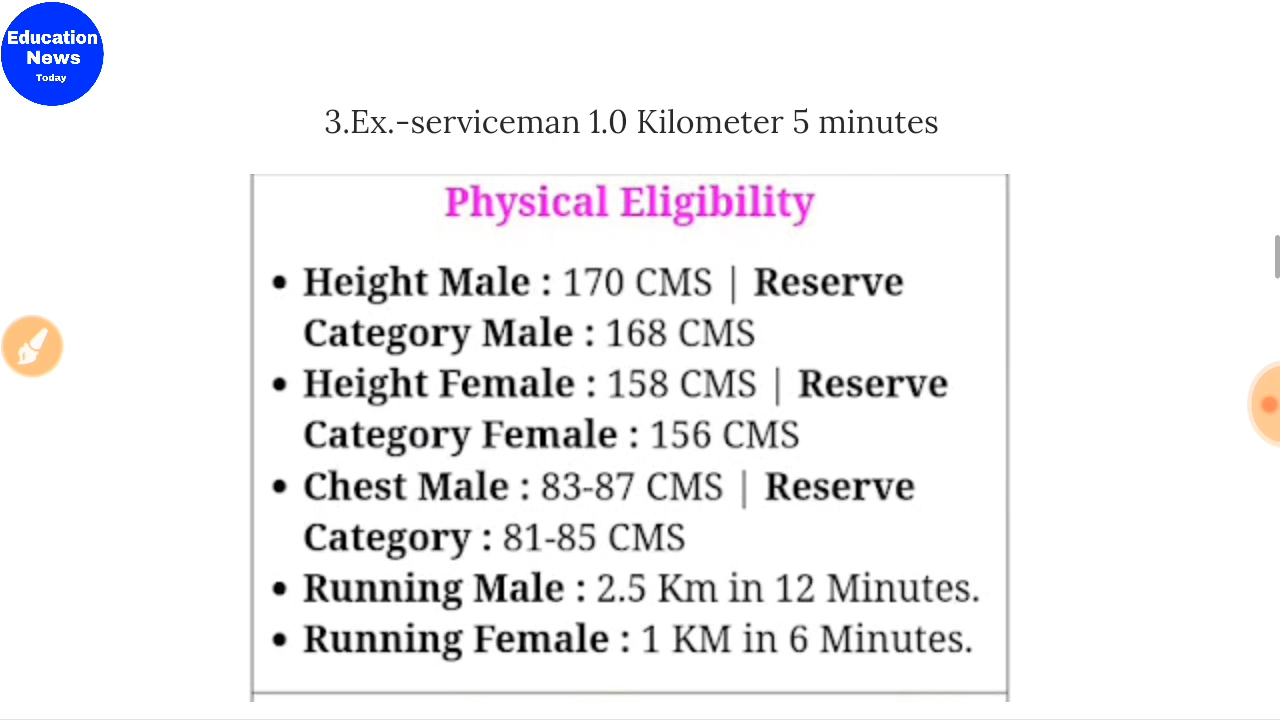 Education
News
Today
3.Ex.-serviceman 1.0 Kilometer 5 minutes
Physical Eligibility
• Height Male : 170 CMS | Reserve
Category Male : 168 CMS
• Height Female : 158 CMS | Reserve
Category Female : 156 CMS
• Chest Male : 83-87 CMS | Reserve
Category : 81-85 CMS
• Running Male : 2.5 Km in 12 Minutes.
• Running Female : 1 KM in 6 Minutes.